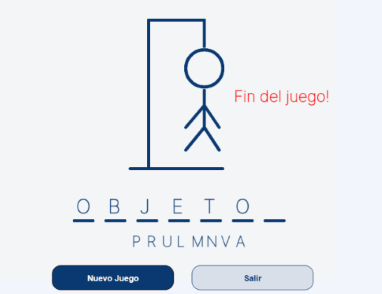 Fin del juego!
O B J E T O _
P R U L M N V A
Nuevo Juego
Salir